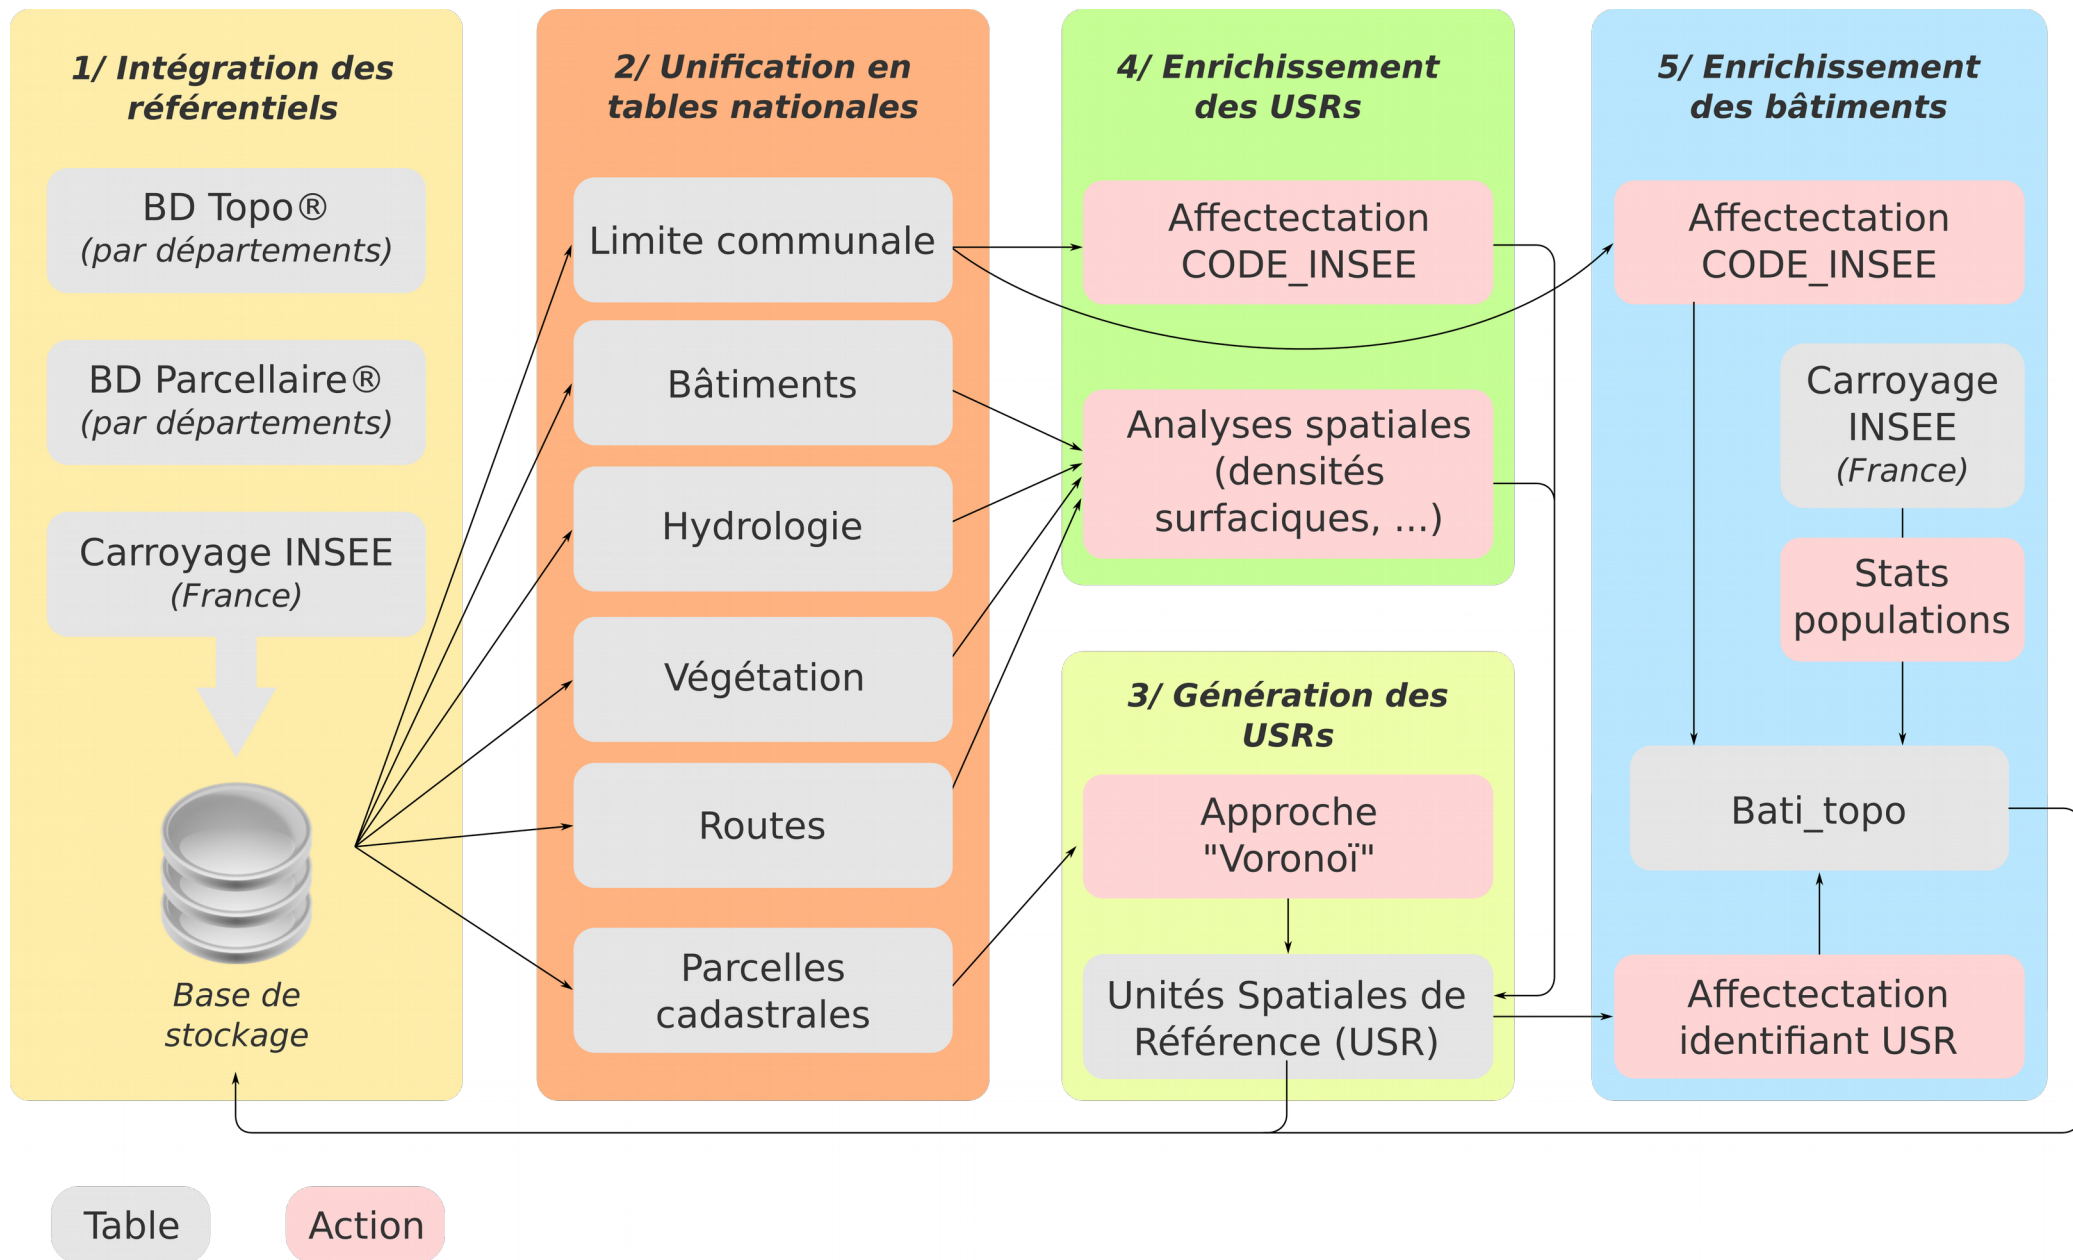 1/ Intégration des
référentiels
BD Topo®
(par départements)
BD Parcellaire®
(par départements)
Carroyage INSEE
(France)
Base de
stockage
2/ Unification en
tables nationales
Limite communale
Bâtiments
Hydrologie
Végétation
Routes
Parcelles
cadastrales
4/ Enrichissement
des USRs
Affectectation
CODE_INSEE
Analyses spatiales
(densités
surfaciques, ...)
3/ Génération des
USRs
Approche
"Voronoï"
Unités Spatiales de
Référence (USR)
5/ Enrichissement
des bâtiments
Affectectation
CODE_INSEE
Carroyage
INSEE
(France)
Stats
populations
Bati_topo
Affectectation
identifiant USR
Table
Action